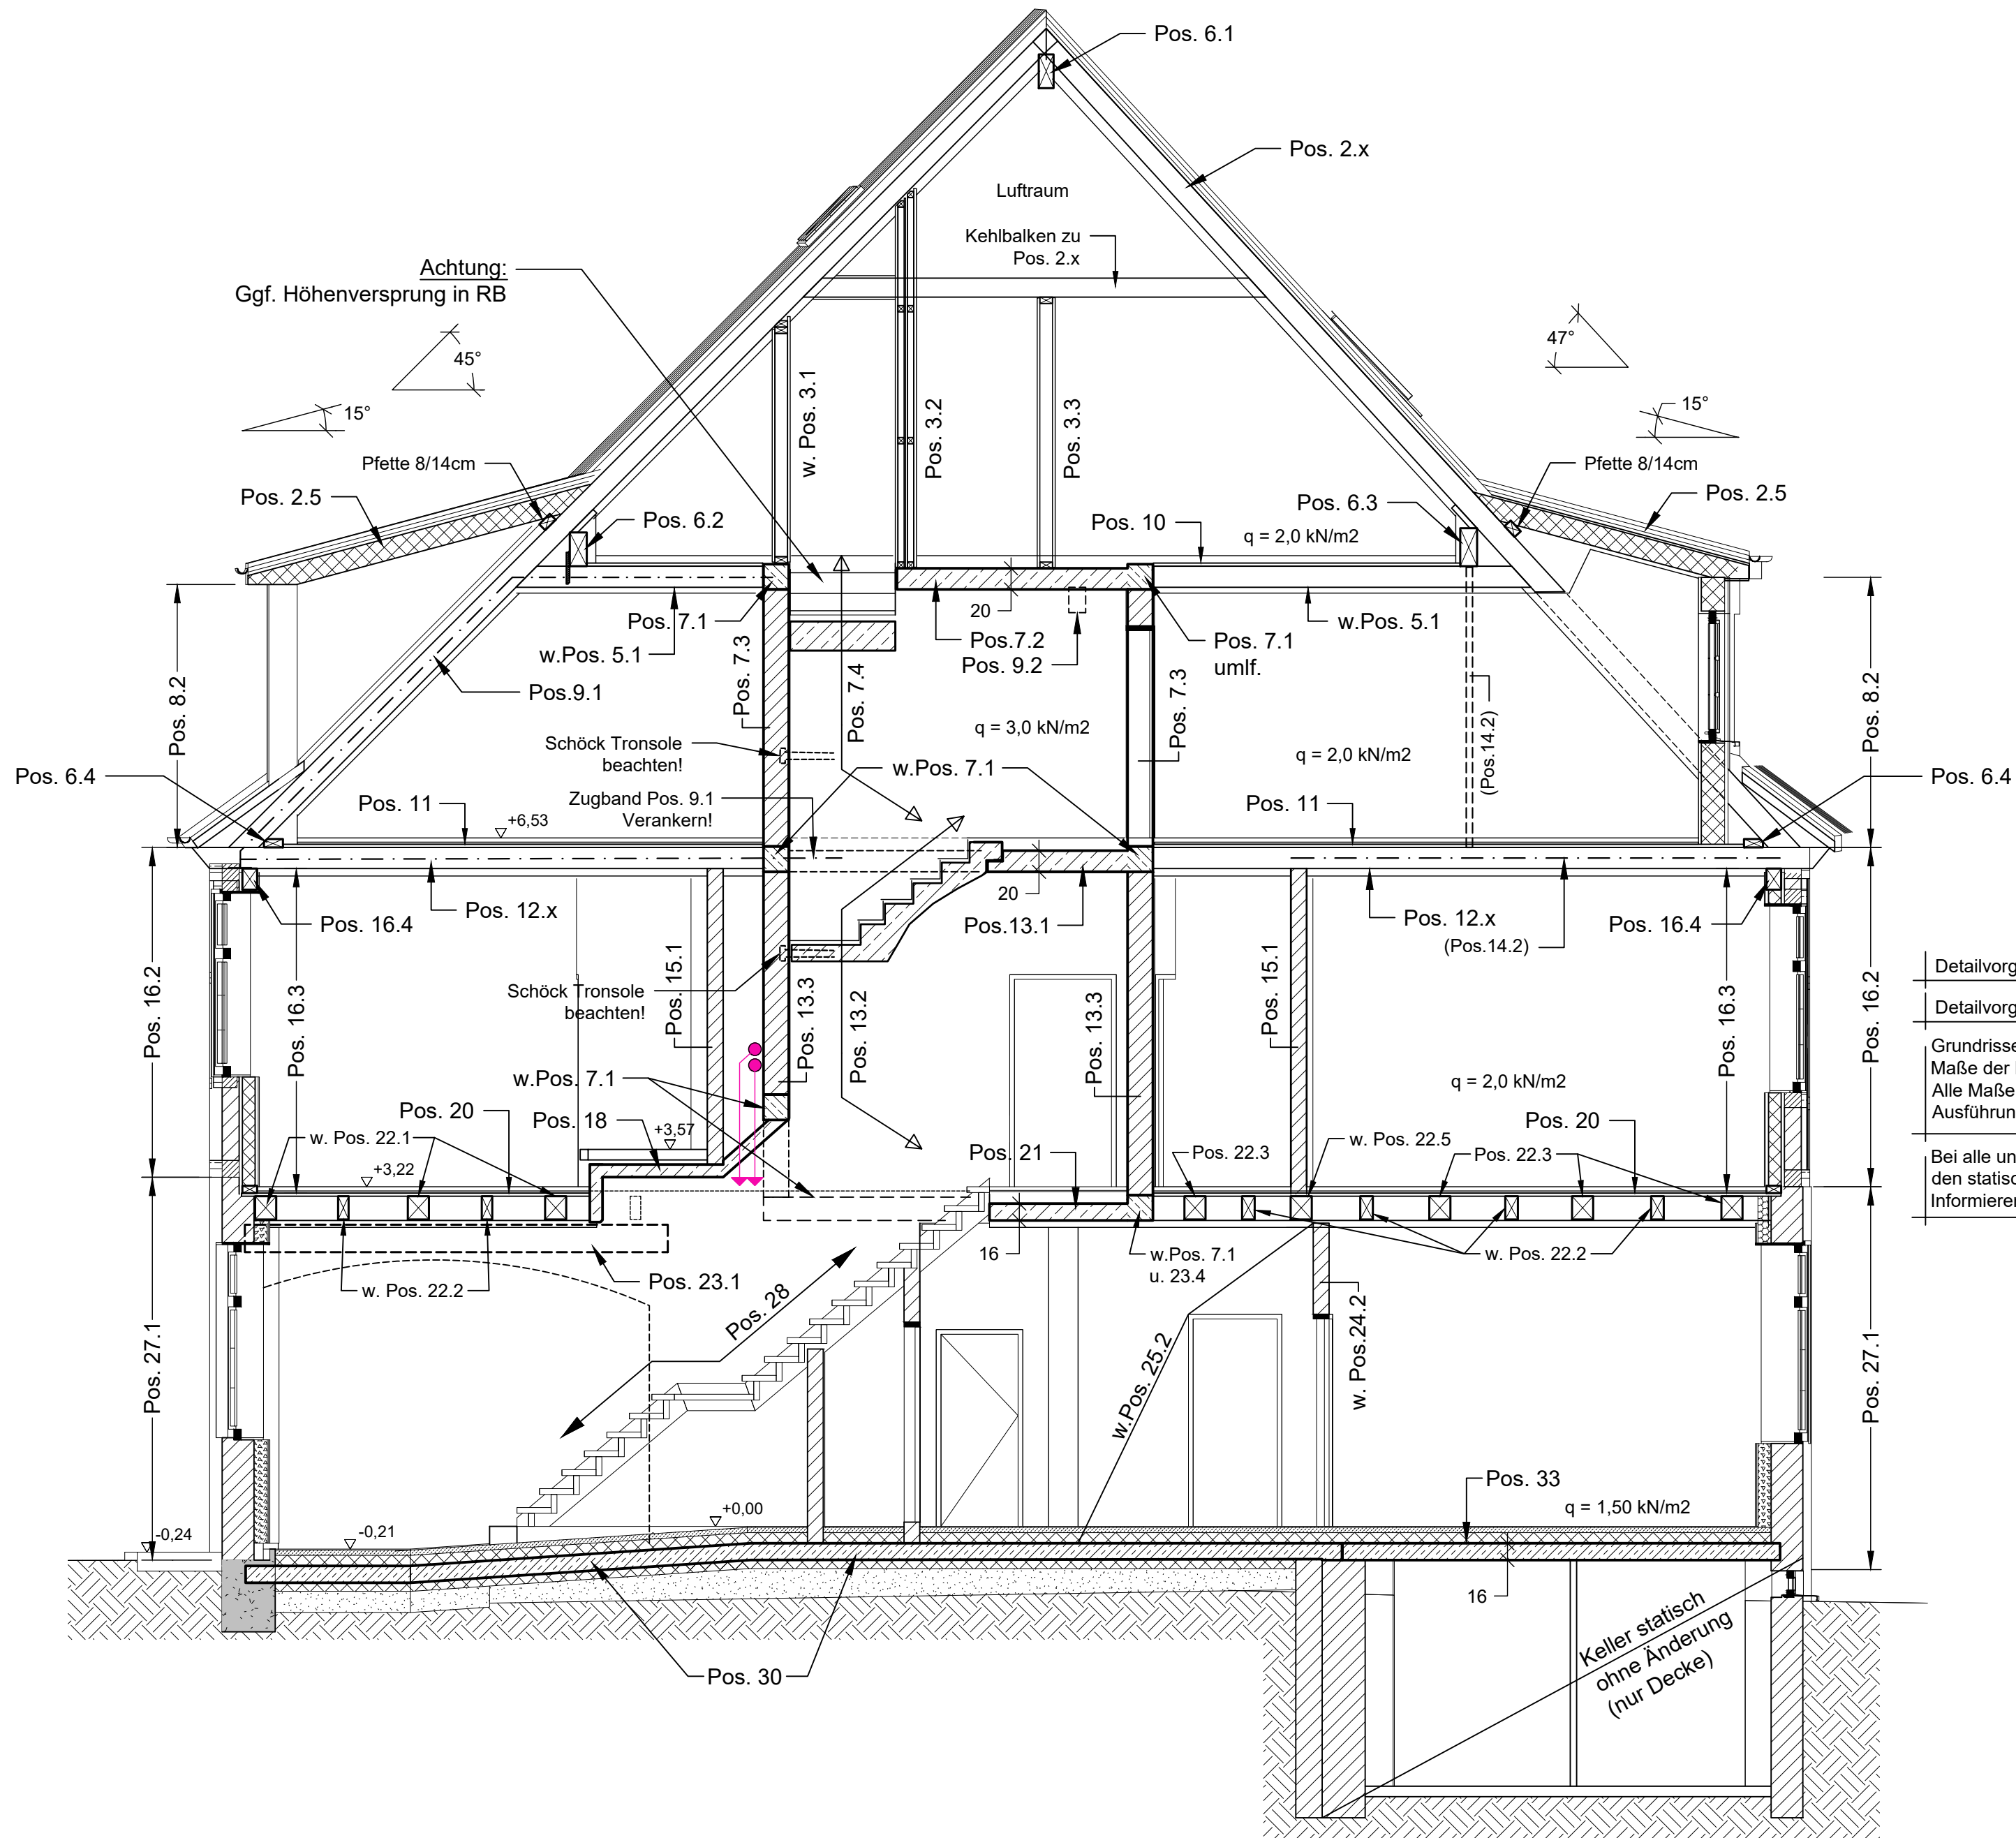 Pos. 6.1
Pos. 2.x
Luftraum
Kehlbalken zu
Pos. 2.x
Achtung:
Ggf. Höhenversprung in RB
45°
15°
47°
15°
w. Pos. 3.1
Pos. 3.2
Pos. 3.3
Pfette 8/14cm
Pfette 8/14cm
Pos. 2.5
Pos. 2.5
Pos. 6.2
Pos. 6.3
Pos. 10
q = 2,0 kN/m2
20
Pos. 7.1
Pos.7.2
Pos. 9.2
Pos. 7.1
umlf.
w.Pos. 5.1
w.Pos. 5.1
Pos. 7.3
Pos. 7.4
Pos. 7.3
Pos.9.1
Pos. 8.2
Pos. 8.2
(Pos.14.2)
q = 3,0 kN/m2
q = 2,0 kN/m2
Schöck Tronsole
beachten!
w.Pos. 7.1
Pos. 6.4
Pos. 6.4
Pos. 11
+6,53
Zugband Pos. 9.1
Verankern!
Pos. 11
20
Pos. 12.x
Pos. 16.4
Pos.13.1
Pos. 12.x
(Pos.14.2)
Pos. 16.4
Pos. 16.2
Pos. 16.3
Pos. 15.1
Schöck Tronsole
beachten!
Pos. 13.3
Pos. 13.2
Pos. 13.3
Pos. 15.1
Pos. 16.3
Pos. 16.2
w.Pos. 7.1
q = 2,0 kN/m2
Pos. 20
Pos. 18
+3,57
w. Pos. 22.1
+3,22
Pos. 21
Pos. 22.3
w. Pos. 22.5
Pos. 22.3
Pos. 20
16
w.Pos. 7.1
u. 23.4
w. Pos. 22.2
Pos. 23.1
w. Pos. 22.2
Pos. 28
w.Pos. 25.2
w. Pos.24.2
Pos. 27.1
Pos. 27.1
Pos. 33
q = 1,50 kN/m2
+0,00
-0,21
-0,24
16
Pos. 30
Keller statisch
ohne Änderung
(nur Decke)
Detailvorg
Detailvorg
Grundrisse
Maße der
Alle Maße
Ausführun
Bei alle un
den statisc
Informieren